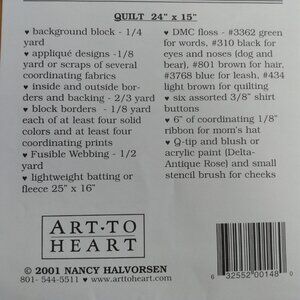 QUILT 24" x 15"
♥ background block - 1/4
yard
♥ appliqué designs - 1/8
yard or scraps of several
coordinating fabrics
♥ inside and outside bor-
ders and backing - 2/3 yard
♥ block borders - 1/8 yard
each of at least four solid
colors and at least four
coordinating prints
♥ Fusible Webbing - 1/2
yard
♥ lightweight batting or
fleece 25" x 16"
♥ DMC floss - #3362 green
for words, #310 black for
eyes and noses (dog and
bear), #801 brown for hair,
#3768 blue for leash, #434
light brown for quilting.
♥ six assorted 3/8" shirt
buttons
♥ 6" of coordinating 1/8"
ribbon for mom's hat
♥ Q-tip and blush or
acrylic paint (Delta-
Antique Rose) and small
stencil brush for cheeks
ART TO
HEART
© 2001 NANCY HALVORSEN
801- 544-5511 ♥ www.arttoheart.com
6 32552 00148 0